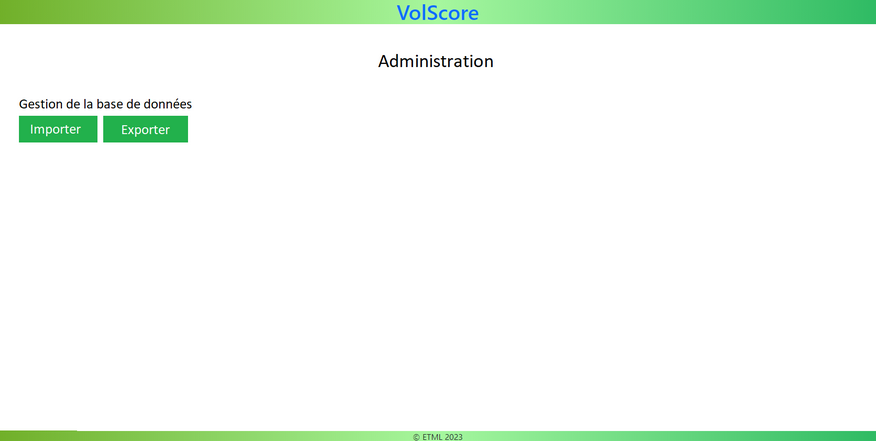 VolScore
Administration
Gestion de la base de données
Importer Exporter
© ETML 2023